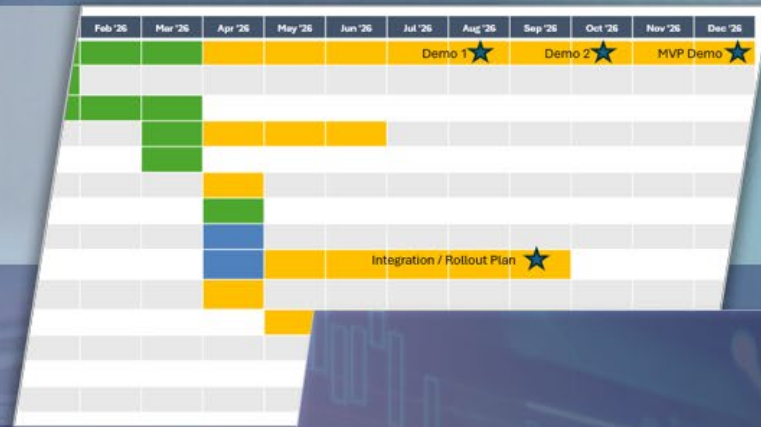 Feb '26 Mar '26 Apr '26 May '26 Jun '26 Jul '26 Aug '26 Sep '26 Oct '26 Nov '26 Dec '26
Demo 1 Demo 2 MVP Demo
Integration / Rollout Plan